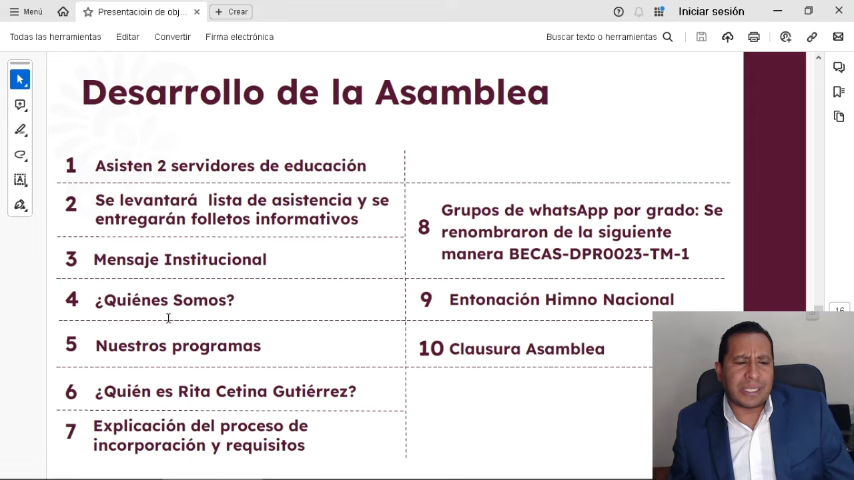 Menú
Presentacioin de obj...
Crear
Iniciar sesión
Todas las herramientas
Editar
Convertir
Firma electrónica
Buscar texto o herramientas
Desarrollo de la Asamblea
1 Asisten 2 servidores de educación
2 Se levantará lista de asistencia y se
entregarán folletos informativos
3 Mensaje Institucional
4 ¿Quiénes Somos?
5 Nuestros programas
6 ¿Quién es Rita Cetina Gutiérrez?
7 Explicación del proceso de
incorporación y requisitos
8 Grupos de whatsApp por grado: Se
renombraron de la siguiente
manera BECAS-DPR0023-TM-1
9 Entonación Himno Nacional
10 Clausura Asamblea